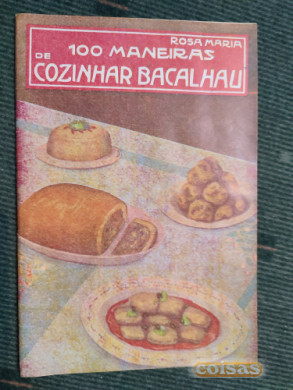 ROSA MARIA
100 MANEIRAS
DE
COZINHAR BACALHAU
coisas